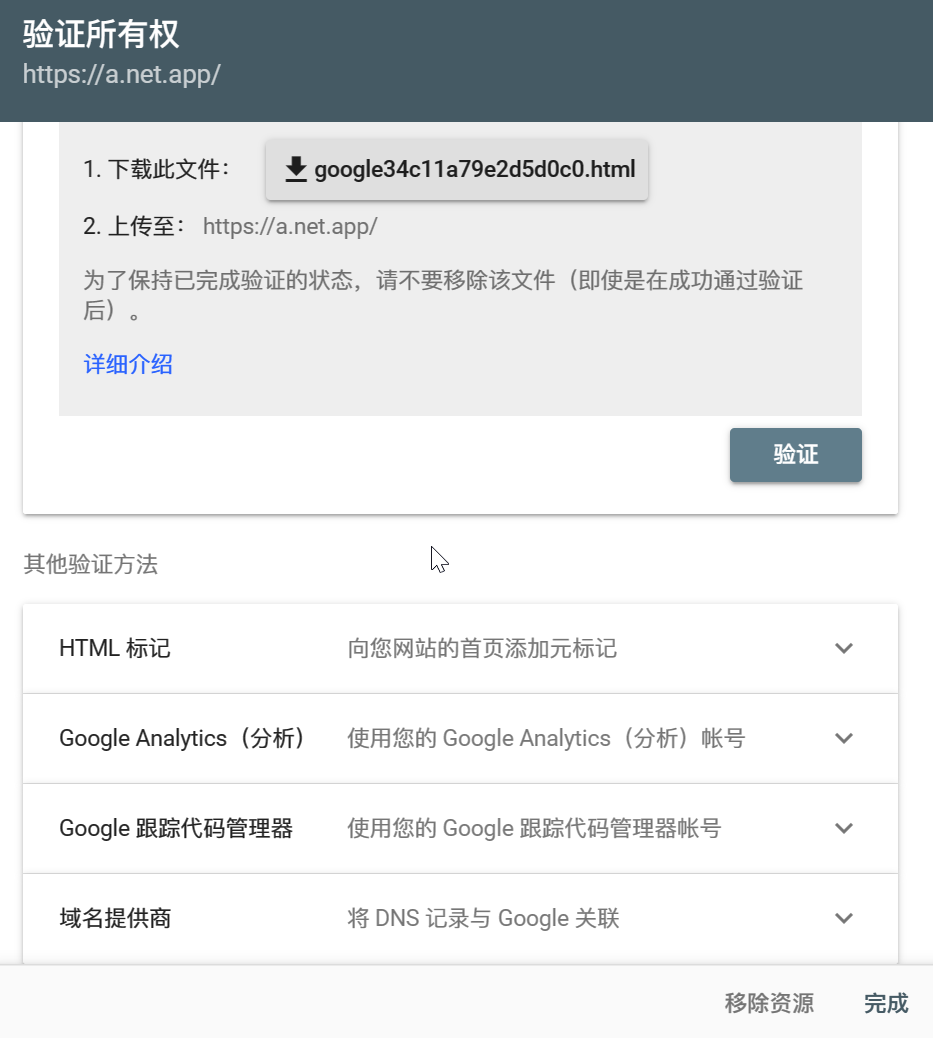 验证所有权
https://a.net.app/
1. 下载此文件： google34c11a79e2d5d0c0.html
2. 上传至： https://a.net.app/
为了保持已完成验证的状态，请不要移除该文件（即使是在成功通过验证
后）。
详细介绍
验证
其他验证方法
HTML 标记 向您网站的首页添加元标记
Google Analytics（分析） 使用您的 Google Analytics（分析）帐号
Google 跟踪代码管理器 使用您的 Google 跟踪代码管理器帐号
域名提供商 将 DNS 记录与 Google 关联
移除资源 完成